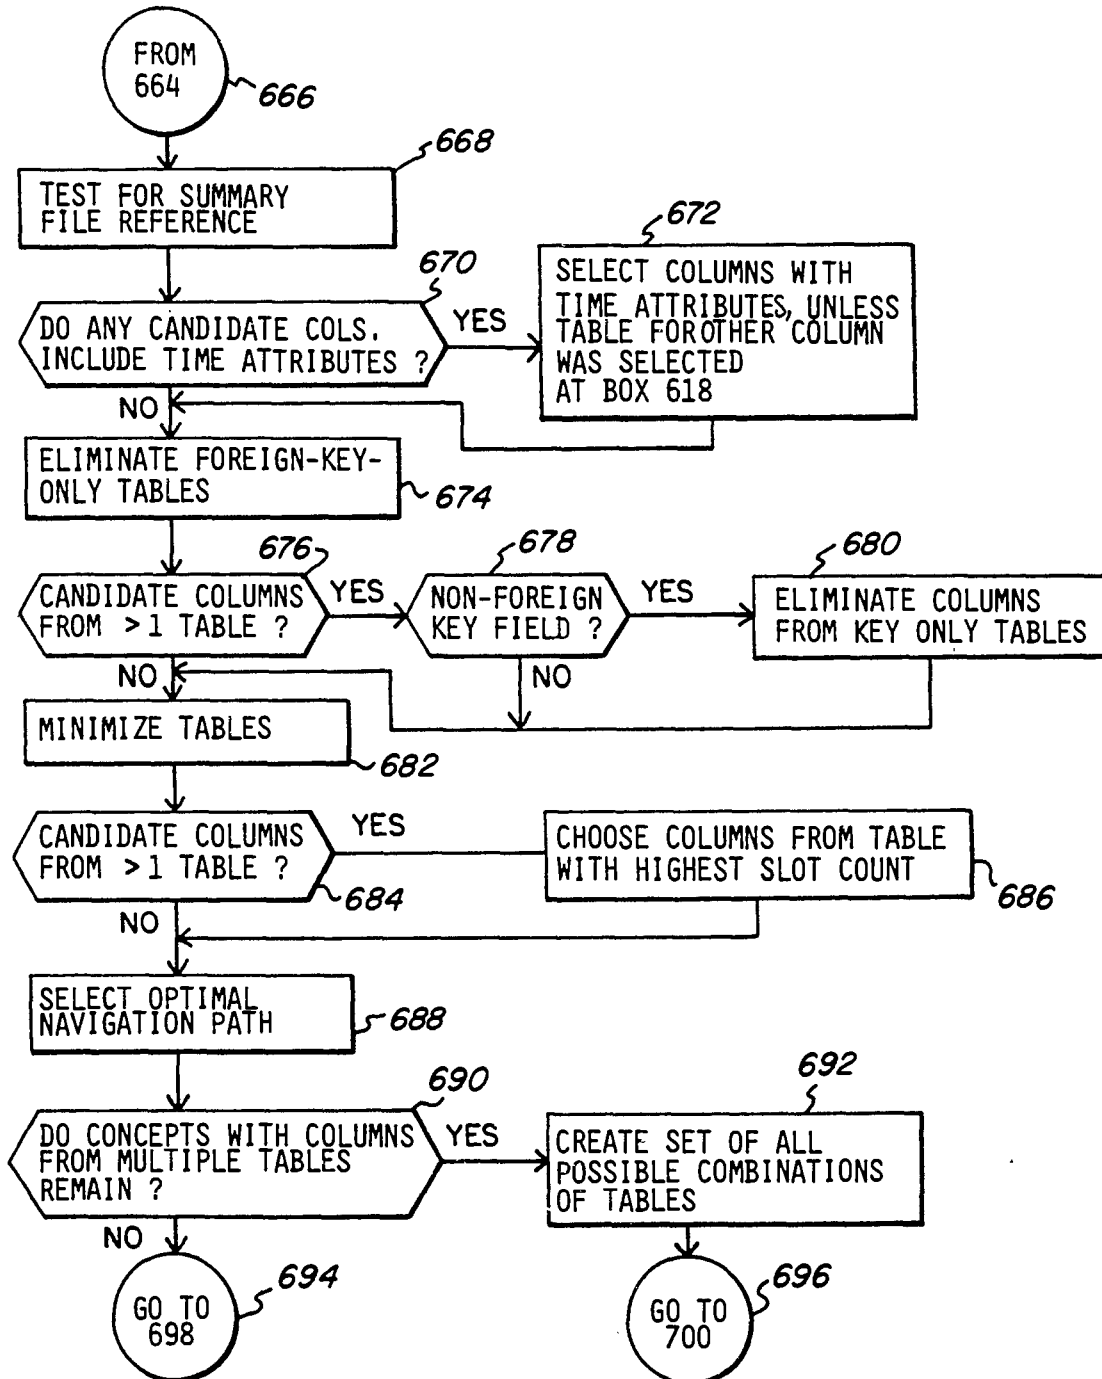 FROM
664
666
668
TEST FOR SUMMARY
FILE REFERENCE
670
672
DO ANY CANDIDATE COLS.
INCLUDE TIME ATTRIBUTES ?
YES
SELECT COLUMNS WITH
TIME ATTRIBUTES, UNLESS
TABLE FOR OTHER COLUMN
WAS SELECTED
AT BOX 618
NO
ELIMINATE FOREIGN-KEY-
ONLY TABLES
674
676
678
680
CANDIDATE COLUMNS
FROM >1 TABLE ?
YES
NON-FOREIGN
KEY FIELD ?
YES
ELIMINATE COLUMNS
FROM KEY ONLY TABLES
NO
NO
MINIMIZE TABLES
682
CANDIDATE COLUMNS
FROM >1 TABLE ?
YES
684
CHOOSE COLUMNS FROM TABLE
WITH HIGHEST SLOT COUNT
686
NO
SELECT OPTIMAL
NAVIGATION PATH
688
690
692
DO CONCEPTS WITH COLUMNS
FROM MULTIPLE TABLES
REMAIN ?
YES
CREATE SET OF ALL
POSSIBLE COMBINATIONS
OF TABLES
NO
694
GO TO
698
696
GO TO
700